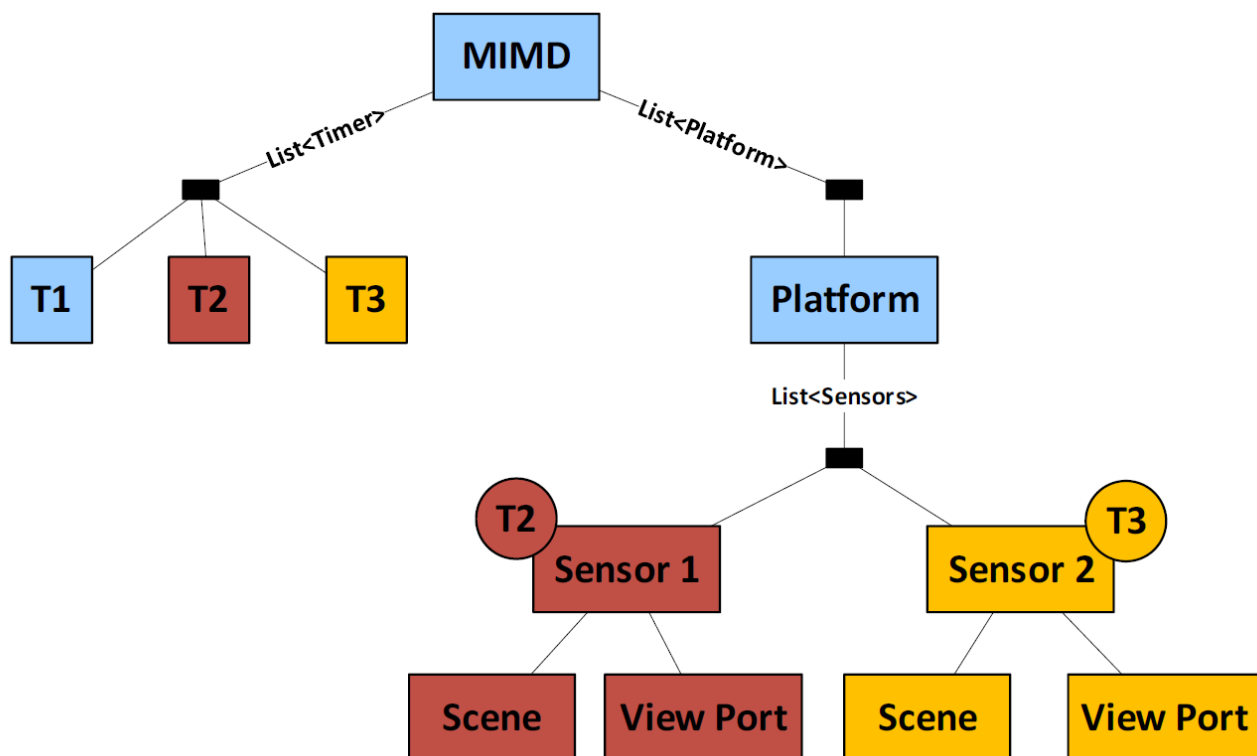 MIMD
List<Timer>
List<Platform>
T1
T2
T3
Platform
List<Sensors>
T2
Sensor 1
T3
Sensor 2
Scene
View Port
Scene
View Port